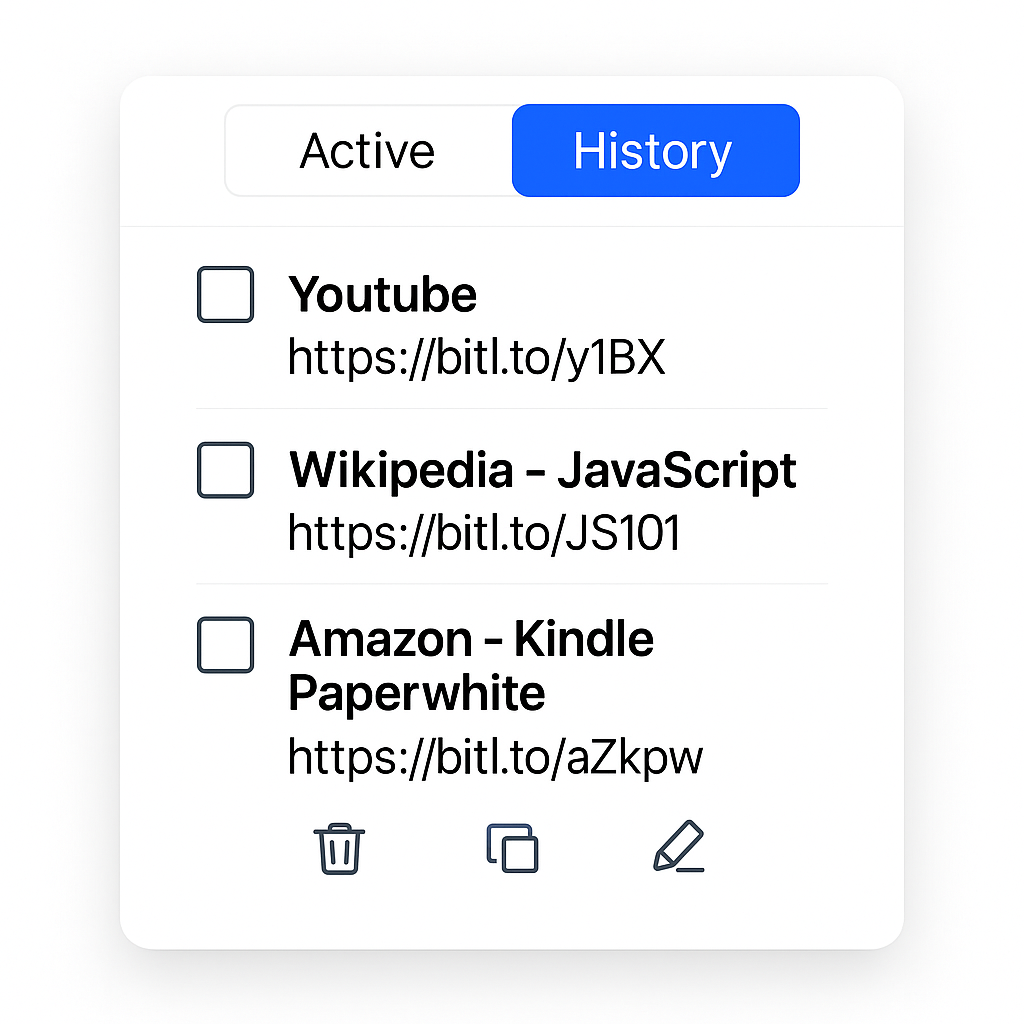 Active
History
Youtube
https://bitl.to/y1BX
Wikipedia - JavaScript
https://bitl.to/JS101
Amazon - Kindle
Paperwhite
https://bitl.to/aZkpw